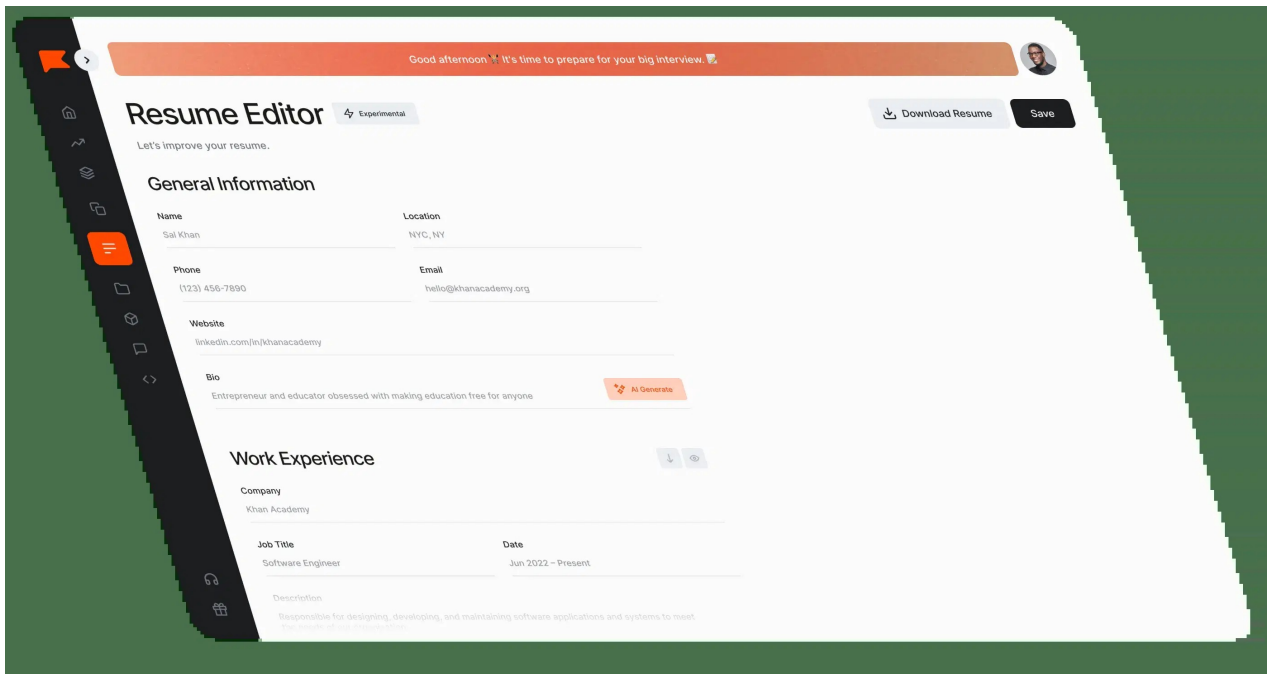 Good afternoon It's time to prepare for your big interview.
Resume Editor
Experimental
Download Resume
Save
Let's improve your resume.
General Information
Name
Location
Sal Khan
NYC, NY
Phone
Email
(123) 456-7890
hello@khanacademy.org
Website
linkedin.com/in/khanacademy
Bio
Entrepreneur and educator obsessed with making education free for anyone
AI Generate
Work Experience
Company
Khan Academy
Job Title
Date
Software Engineer
Jun 2022 – Present
Description
Responsible for designing, developing, and maintaining software applications and systems to meet